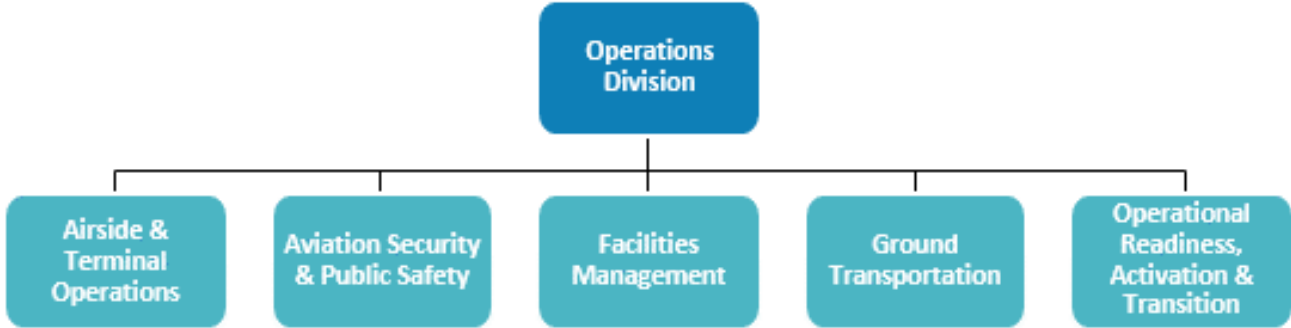 Operations
Division
Airside &
Terminal
Operations
Aviation Security
& Public Safety
Facilities
Management
Ground
Transportation
Operational
Readiness,
Activation &
Transition